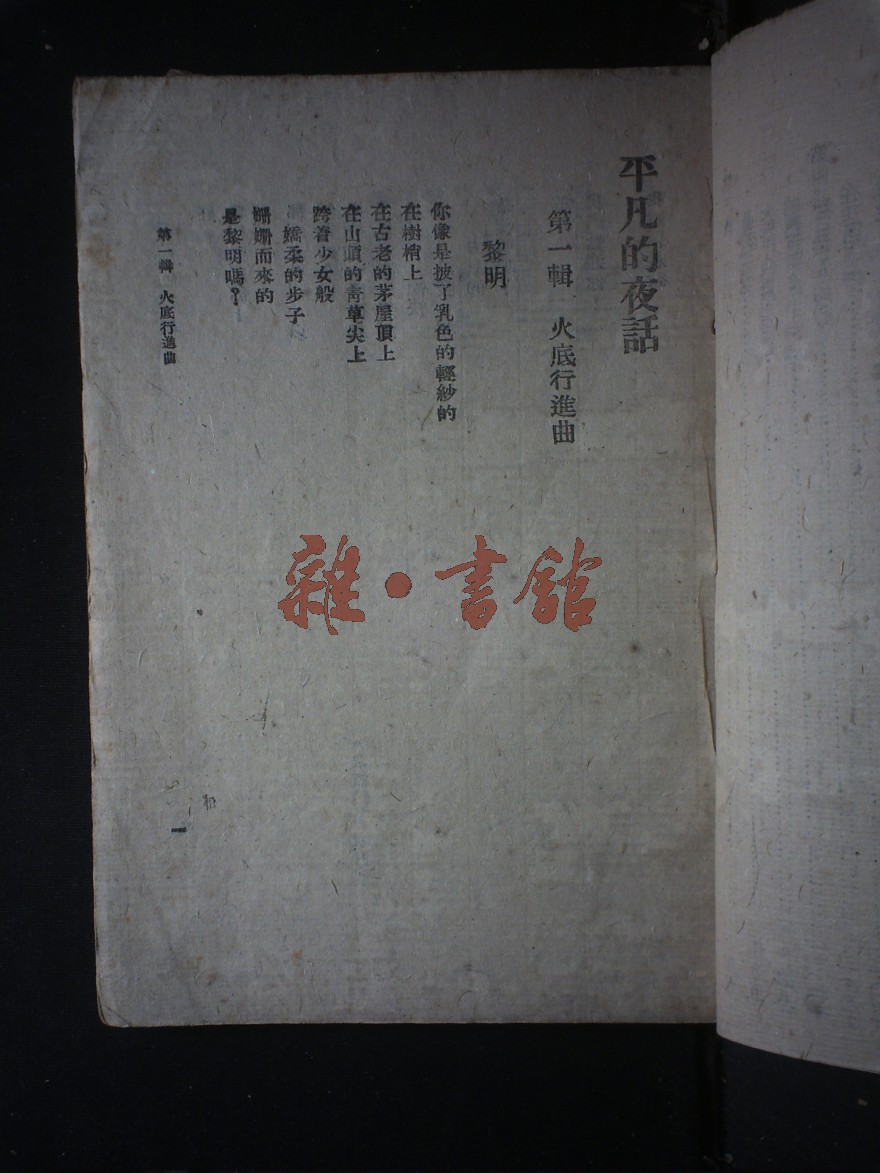 平凡的夜話
第一輯 火底行進曲
黎明
你像是披了乳色的輕紗的
在樹梢上
在古老的茅屋頂上
在山頂的青草尖上
跨着少女般
嬌柔的步子
姍姍而來的
是黎明嗎？
第一輯 火底行進曲
一
雜·書舘